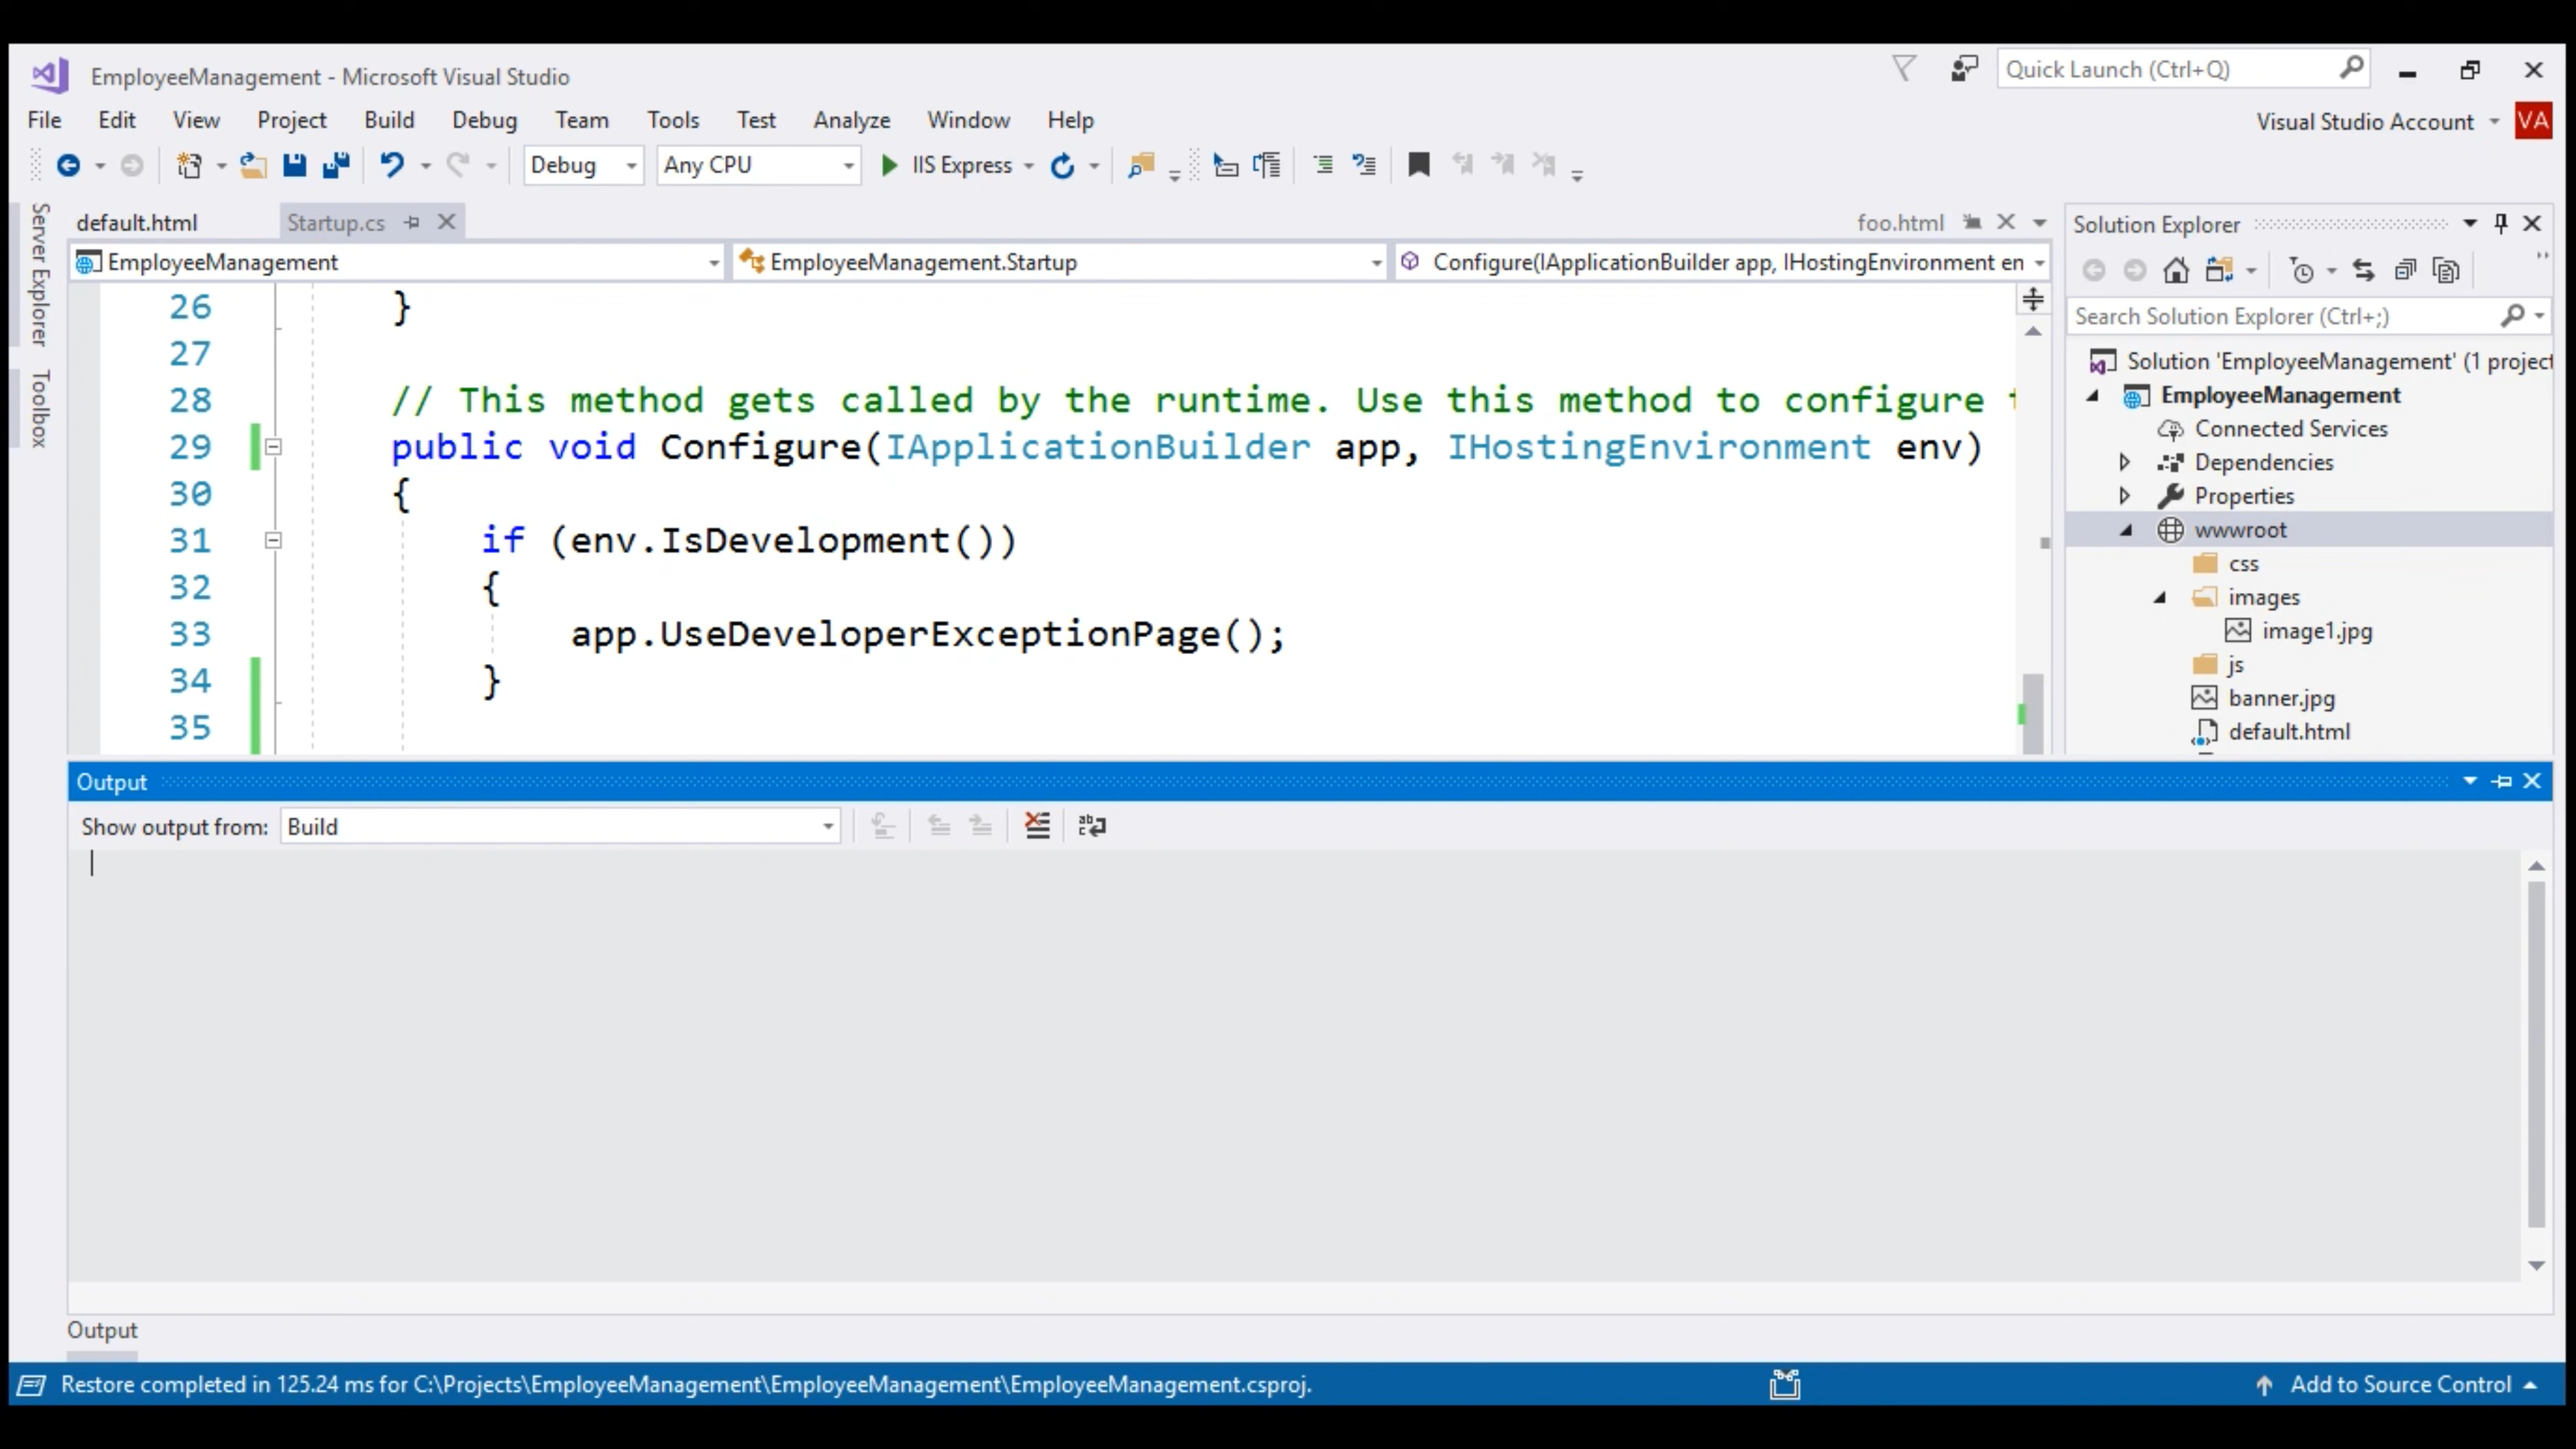 EmployeeManagement - Microsoft Visual Studio
Quick Launch (Ctrl+Q)
File Edit View Project Build Debug Team Tools Test Analyze Window Help
Visual Studio Account VA
Debug Any CPU IIS Express
Server Explorer
Toolbox
default.html Startup.cs foo.html
EmployeeManagement EmployeeManagement.Startup Configure(IApplicationBuilder app, IHostingEnvironment en
26 }
27
28 // This method gets called by the runtime. Use this method to configure
29 public void Configure(IApplicationBuilder app, IHostingEnvironment env)
30 {
31 if (env.IsDevelopment())
32 {
33 app.UseDeveloperExceptionPage();
34 }
35
Solution Explorer
Search Solution Explorer (Ctrl+;)
Solution 'EmployeeManagement' (1 project
EmployeeManagement
Connected Services
Dependencies
Properties
wwwroot
css
images
image1.jpg
js
banner.jpg
default.html
Output
Show output from: Build
Output
Restore completed in 125.24 ms for C:\Projects\EmployeeManagement\EmployeeManagement\EmployeeManagement.csproj.
Add to Source Control